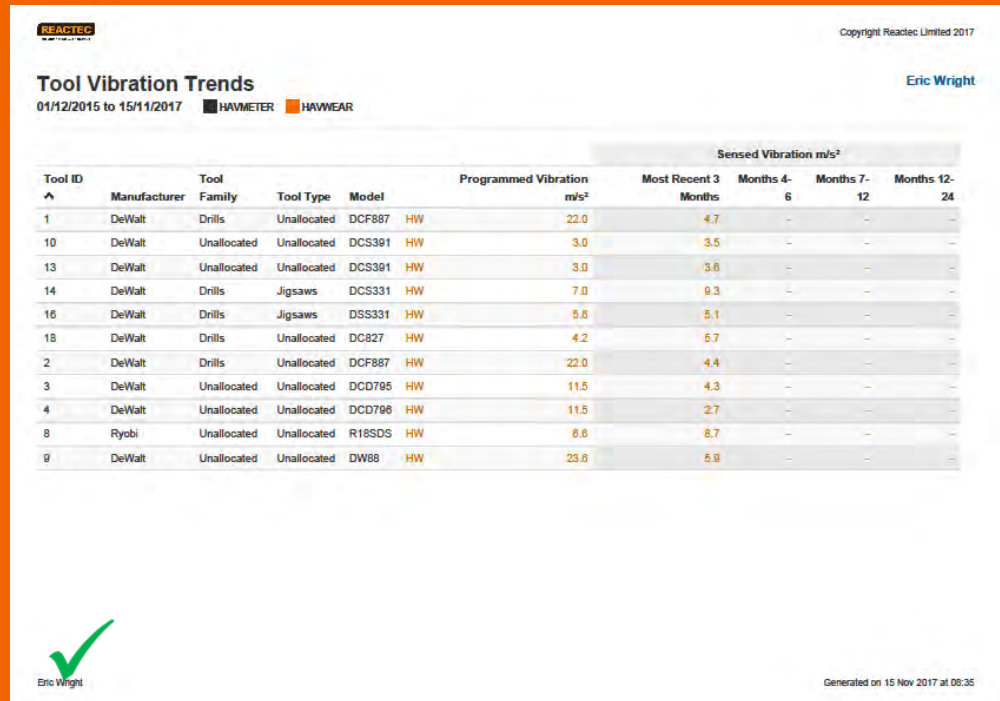 REACTEC
Copyright Reactec Limited 2017
Tool Vibration Trends
Eric Wright
01/12/2015 to 15/11/2017 HAVMETER HAVWEAR
Sensed Vibration m/s²
Tool ID Manufacturer Tool Family Tool Type Model Programmed Vibration m/s² Most Recent 3 Months Months 4-6 Months 7-12 Months 12-24
1 DeWalt Drills Unallocated DCF887 HW 22.0 4.7 – – –
10 DeWalt Unallocated Unallocated DCS391 HW 3.0 3.5 – – –
13 DeWalt Unallocated Unallocated DCS391 HW 3.0 3.6 – – –
14 DeWalt Drills Jigsaws DCS331 HW 7.0 9.3 – – –
16 DeWalt Drills Jigsaws DSS331 HW 5.6 5.1 – – –
18 DeWalt Drills Unallocated DC827 HW 4.2 5.7 – – –
2 DeWalt Drills Unallocated DCF887 HW 22.0 4.4 – – –
3 DeWalt Unallocated Unallocated DCD795 HW 11.5 4.3 – – –
4 DeWalt Unallocated Unallocated DCD796 HW 11.5 2.7 – – –
8 Ryobi Unallocated Unallocated R18SDS HW 6.6 8.7 – – –
9 DeWalt Unallocated Unallocated DW88 HW 23.6 5.9 – – –
Eric Wright
Generated on 15 Nov 2017 at 08:35